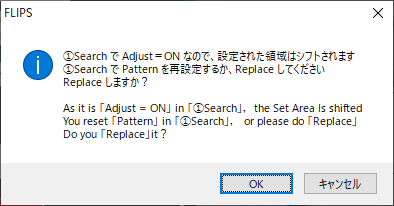 FLIPS
①Search で Adjust＝ON なので、設定された領域はシフトされます
①Search で Pattern を再設定するか、Replace してください
Replace しますか？
As it is「Adjust = ON」in「①Search」, the Set Area Is shifted
You reset「Pattern」in「①Search」, or please do「Replace」
Do you「Replace」it？
OK
キャンセル